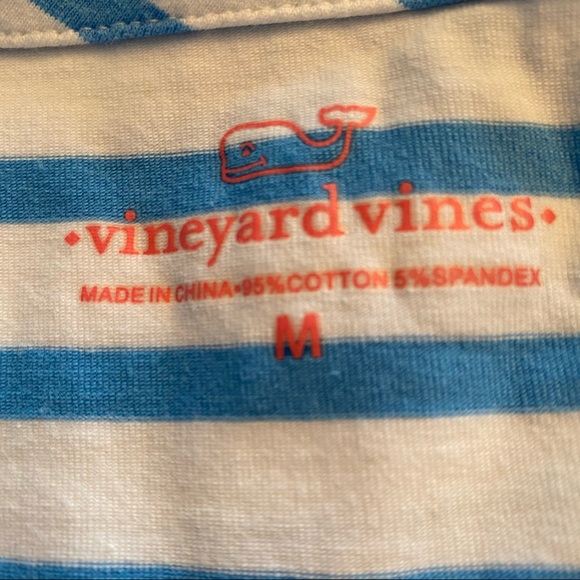 •vineyard vines•
MADE IN CHINA•95%COTTON 5%SPANDEX
M